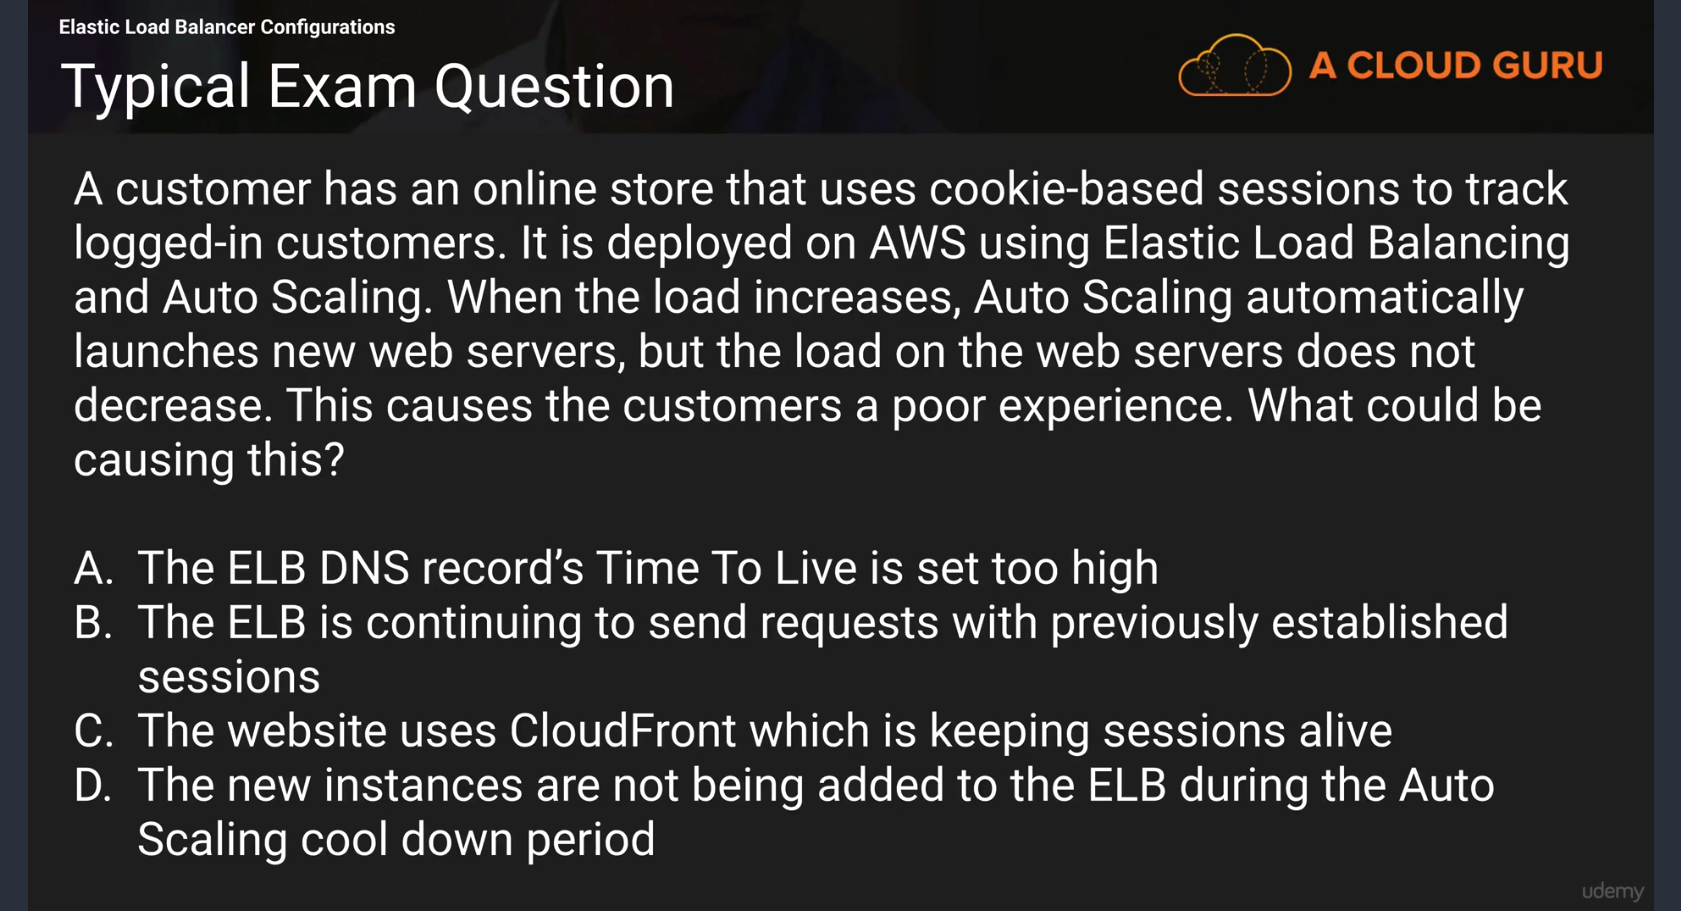 Elastic Load Balancer Configurations
Typical Exam Question
A CLOUD GURU
A customer has an online store that uses cookie-based sessions to track
logged-in customers. It is deployed on AWS using Elastic Load Balancing
and Auto Scaling. When the load increases, Auto Scaling automatically
launches new web servers, but the load on the web servers does not
decrease. This causes the customers a poor experience. What could be
causing this?
A. The ELB DNS record’s Time To Live is set too high
B. The ELB is continuing to send requests with previously established
sessions
C. The website uses CloudFront which is keeping sessions alive
D. The new instances are not being added to the ELB during the Auto
Scaling cool down period
udemy